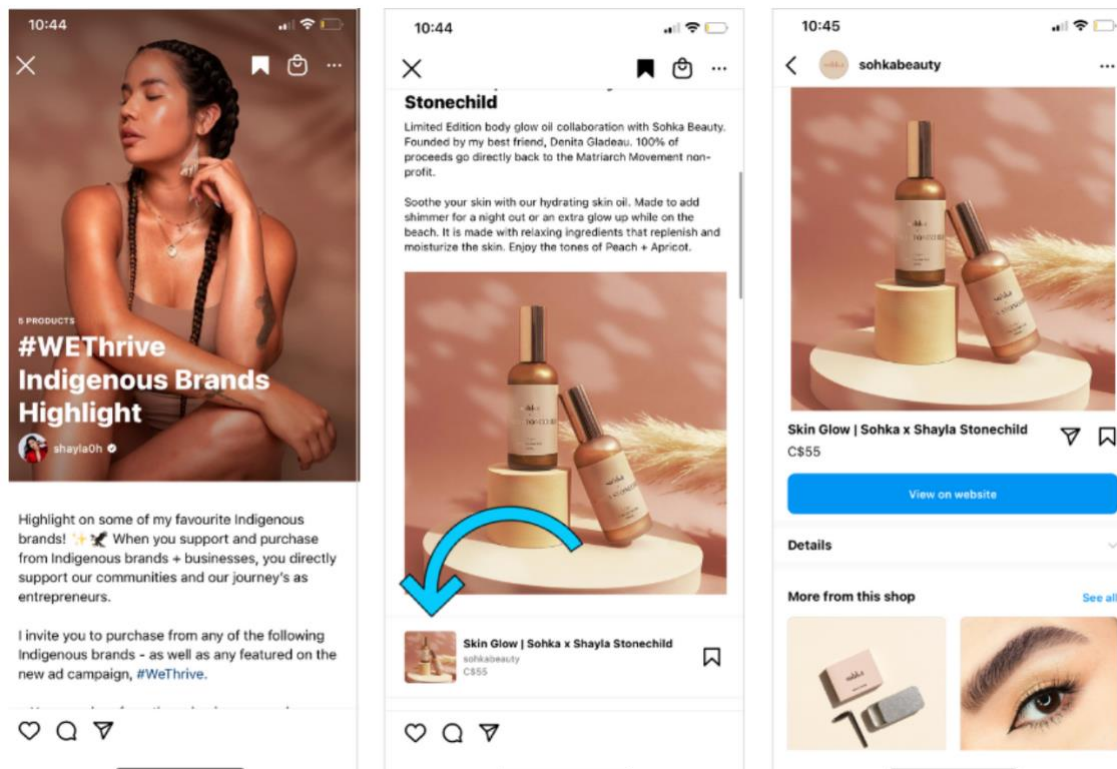 10:44
5 PRODUCTS
#WEThrive
Indigenous Brands
Highlight
shayla0h
Highlight on some of my favourite Indigenous
brands! ✨🦅 When you support and purchase
from Indigenous brands + businesses, you directly
support our communities and our journey's as
entrepreneurs.
I invite you to purchase from any of the following
Indigenous brands - as well as any featured on the
new ad campaign, #WeThrive.
10:44
Stonechild
Limited Edition body glow oil collaboration with Sohka Beauty.
Founded by my best friend, Denita Gladeau. 100% of
proceeds go directly back to the Matriarch Movement non-
profit.
Soothe your skin with our hydrating skin oil. Made to add
shimmer for a night out or an extra glow up while on the
beach. It is made with relaxing ingredients that replenish and
moisturize the skin. Enjoy the tones of Peach + Apricot.
Skin Glow | Sohka x Shayla Stonechild
sohkabeauty
C$55
10:45
sohkabeauty
Skin Glow | Sohka x Shayla Stonechild
C$55
View on website
Details
More from this shop
See all